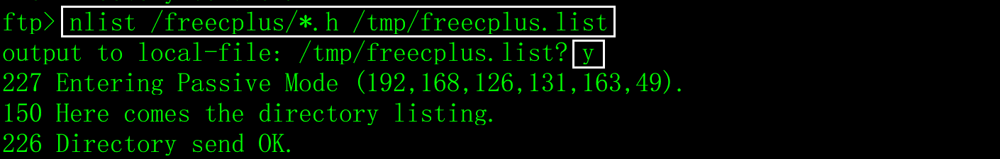 ftp> nlist /freecplus/*.h /tmp/freecplus.list
output to local-file: /tmp/freecplus.list? y
227 Entering Passive Mode (192,168,126,131,163,49).
150 Here comes the directory listing.
226 Directory send OK.